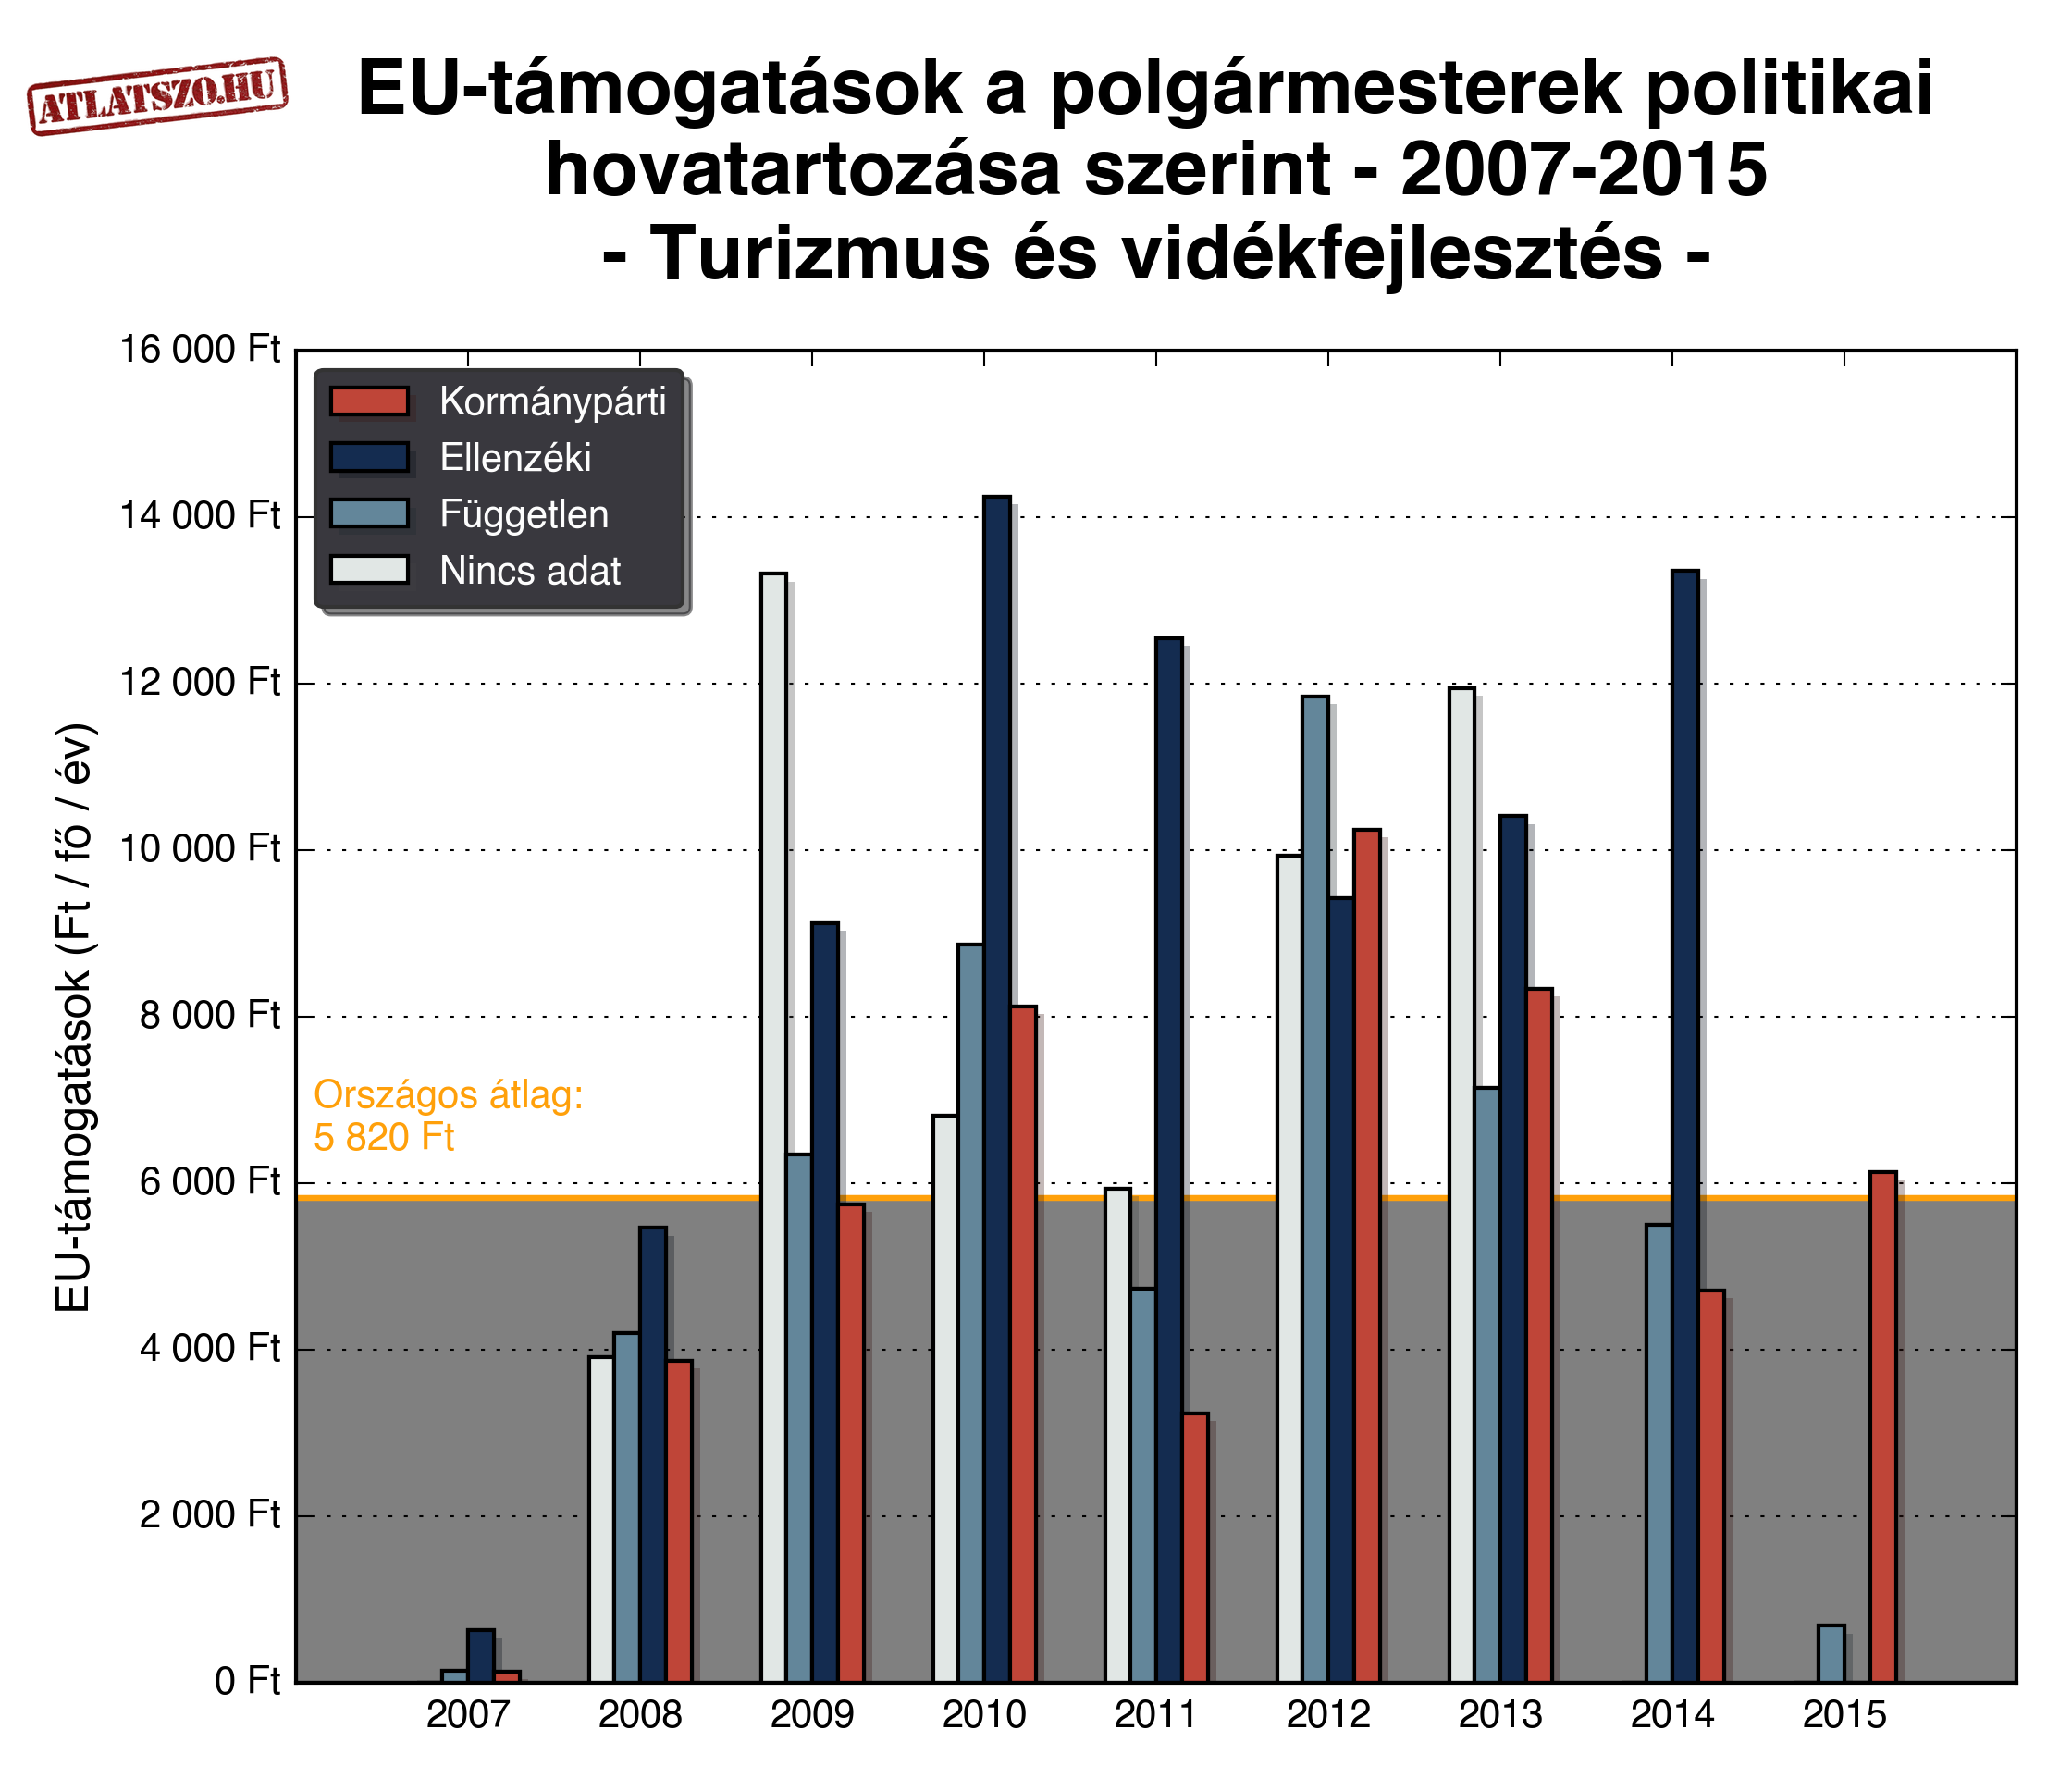 ATLATSZO.HU
EU-támogatások a polgármesterek politikai
hovatartozása szerint - 2007-2015
- Turizmus és vidékfejlesztés -
EU-támogatások (Ft / fő / év)
16 000 Ft
14 000 Ft
12 000 Ft
10 000 Ft
8 000 Ft
6 000 Ft
4 000 Ft
2 000 Ft
0 Ft
Kormánypárti
Ellenzéki
Független
Nincs adat
Országos átlag:
5 820 Ft
2007 2008 2009 2010 2011 2012 2013 2014 2015